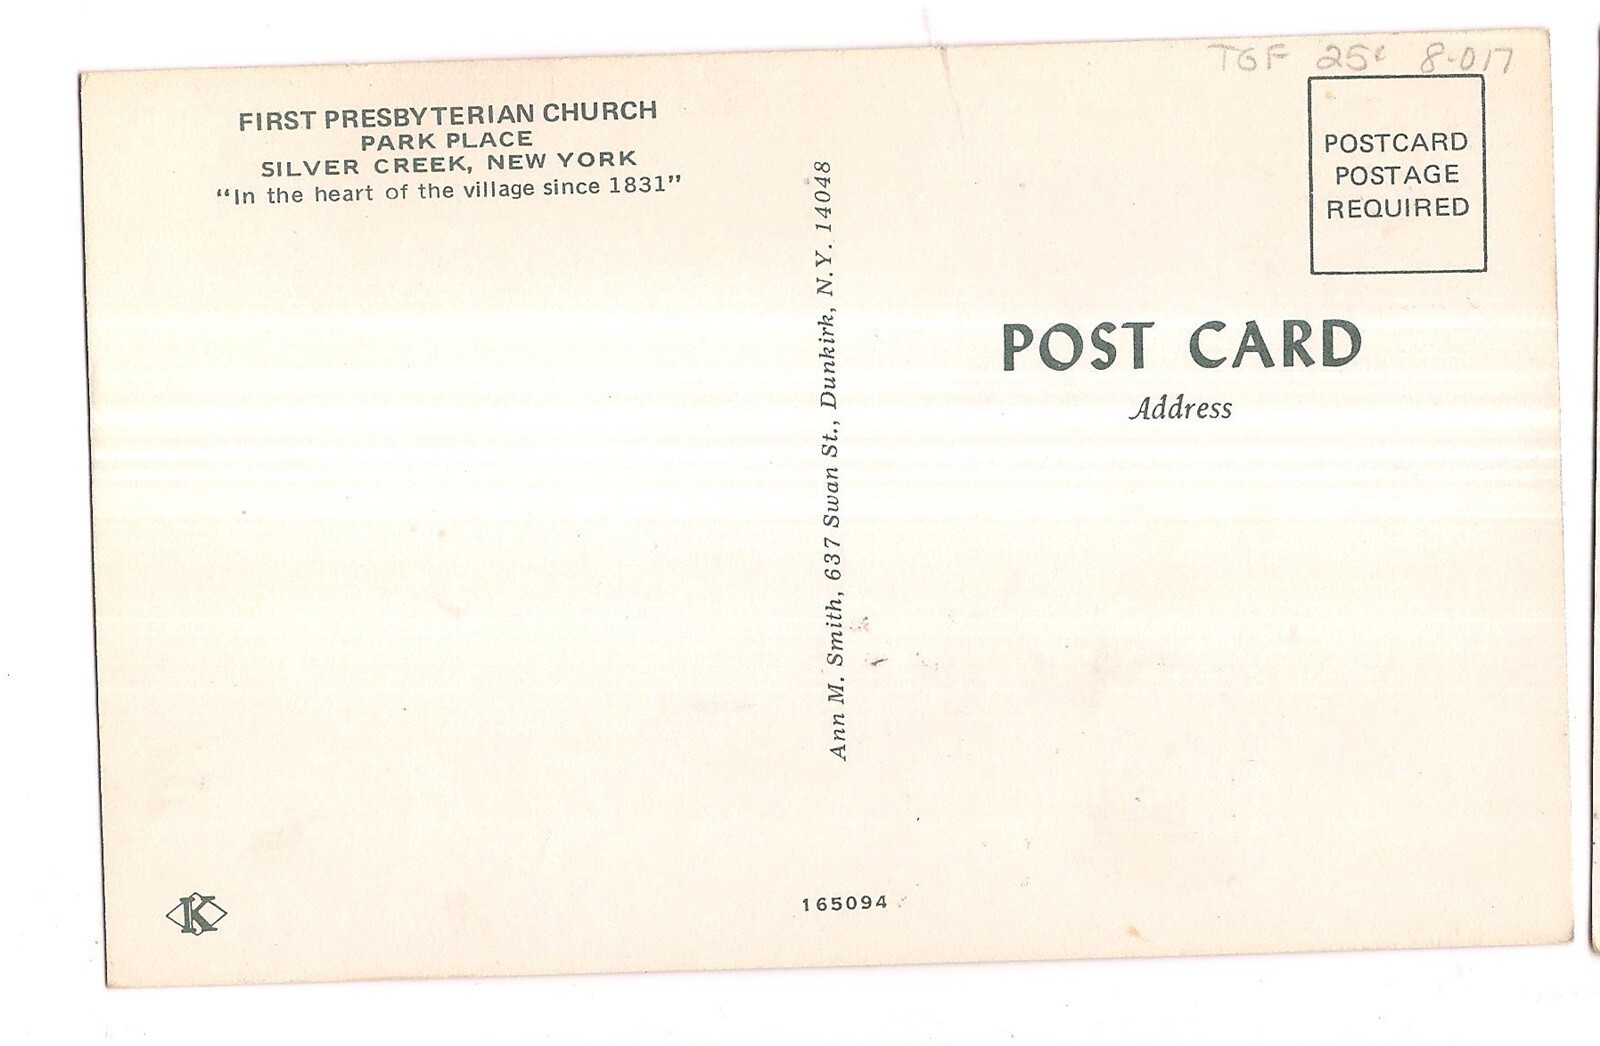 FIRST PRESBYTERIAN CHURCH
PARK PLACE
SILVER CREEK, NEW YORK
“In the heart of the village since 1831”
Ann M. Smith, 637 Swan St., Dunkirk, N.Y. 14048
TGF 25¢ 8-017
POSTCARD
POSTAGE
REQUIRED
POST CARD
Address
K
165094